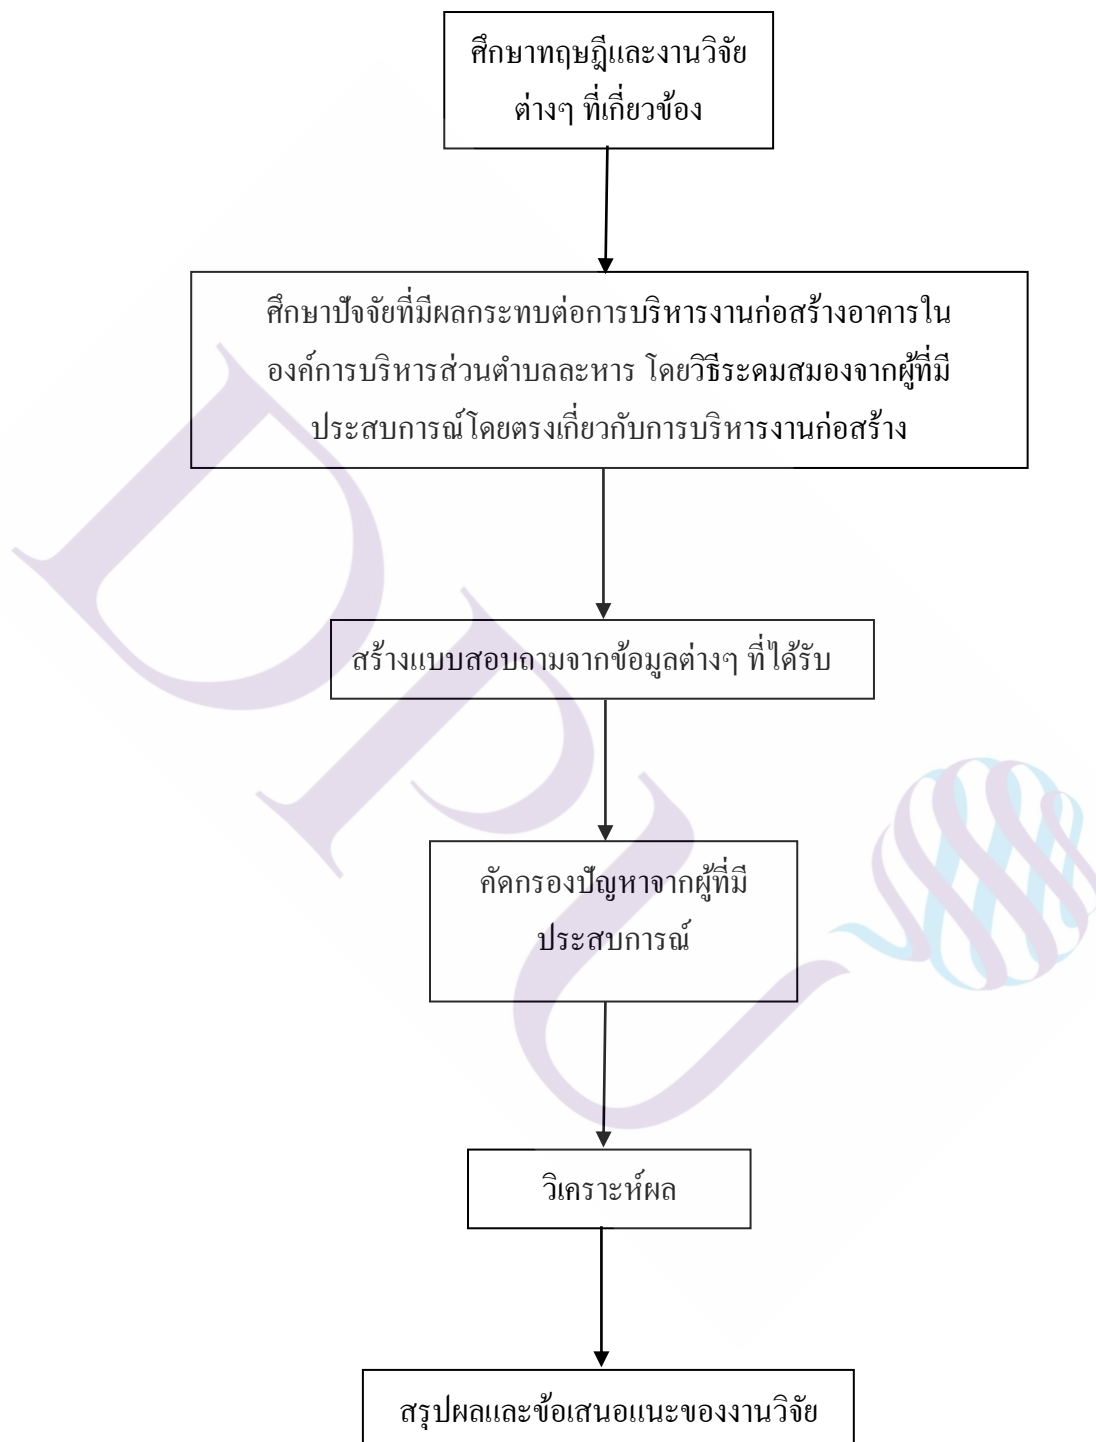 ศึกษาทฤษฎีและงานวิจัย
ต่างๆ ที่เกี่ยวข้อง
ศึกษาปัจจัยที่มีผลกระทบต่อการบริหารงานก่อสร้างอาคารใน
องค์การบริหารส่วนตำบลละหาร โดยวิธีระดมสมองจากผู้ที่มี
ประสบการณ์โดยตรงเกี่ยวกับการบริหารงานก่อสร้าง
สร้างแบบสอบถามจากข้อมูลต่างๆ ที่ได้รับ
คัดกรองปัญหาจากผู้ที่มี
ประสบการณ์
วิเคราะห์ผล
สรุปผลและข้อเสนอแนะของงานวิจัย
DPU